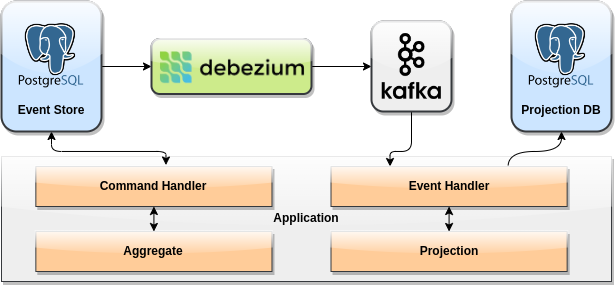 PostgreSQL
Event Store
debezium
kafka
PostgreSQL
Projection DB
Command Handler
Event Handler
Application
Aggregate
Projection